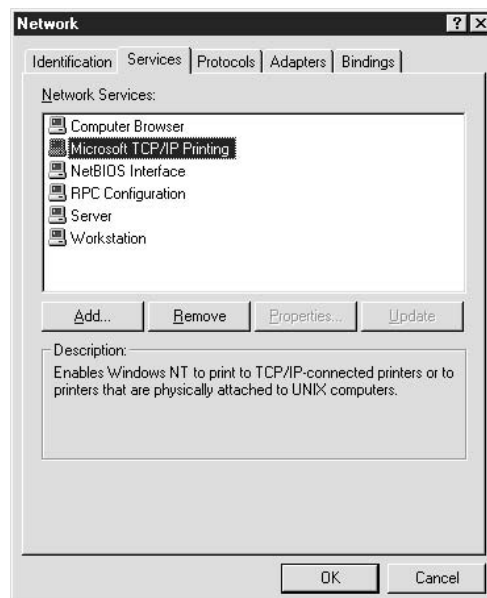 Network
? X
Identification Services Protocols Adapters Bindings
Network Services:
Computer Browser
Microsoft TCP/IP Printing
NetBIOS Interface
RPC Configuration
Server
Workstation
Add... Remove Properties... Update
Description:
Enables Windows NT to print to TCP/IP-connected printers or to
printers that are physically attached to UNIX computers.
OK Cancel